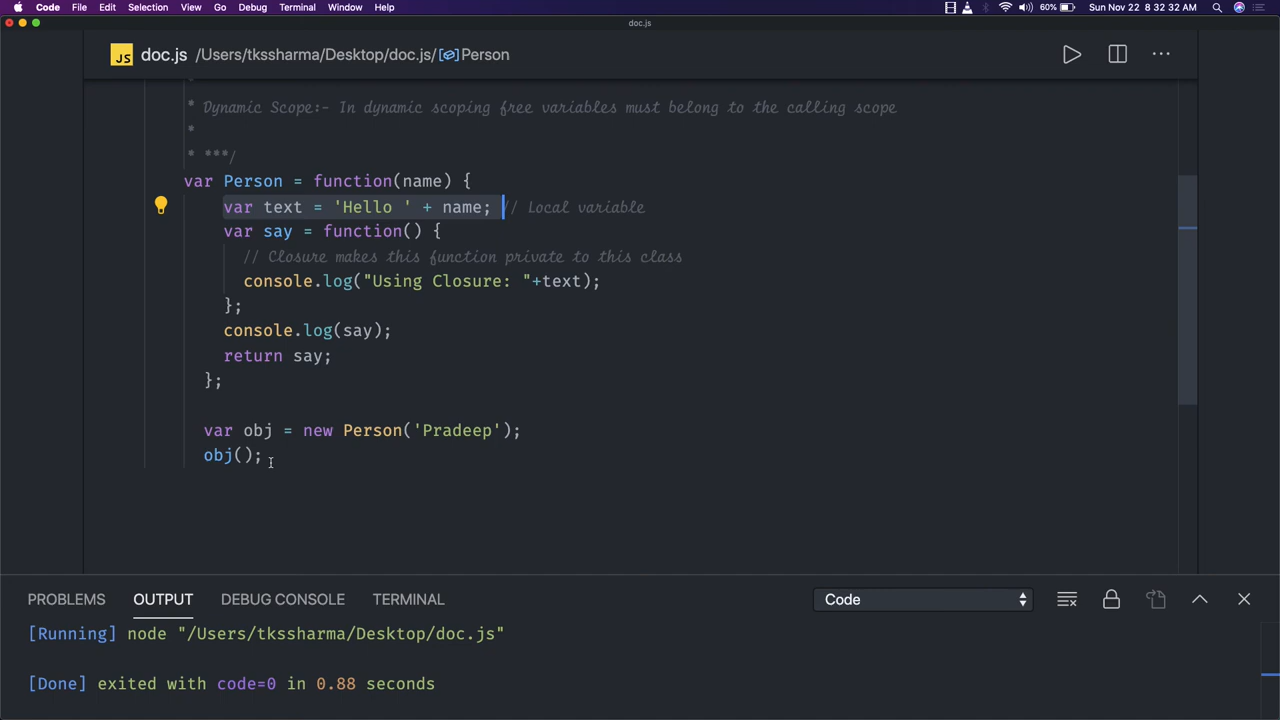 Code File Edit Selection View Go Debug Terminal Window Help 60% Sun Nov 22 8 32 32 AM
doc.js
JS doc.js /Users/tkssharma/Desktop/doc.js/ Person
* Dynamic Scope:- In dynamic scoping free variables must belong to the calling scope
*
* ***/
var Person = function(name) {
var text = 'Hello ' + name; // Local variable
var say = function() {
// Closure makes this function private to this class
console.log("Using Closure: "+text);
};
console.log(say);
return say;
};
var obj = new Person('Pradeep');
obj();
PROBLEMS OUTPUT DEBUG CONSOLE TERMINAL Code
[Running] node "/Users/tkssharma/Desktop/doc.js"
[Done] exited with code=0 in 0.88 seconds